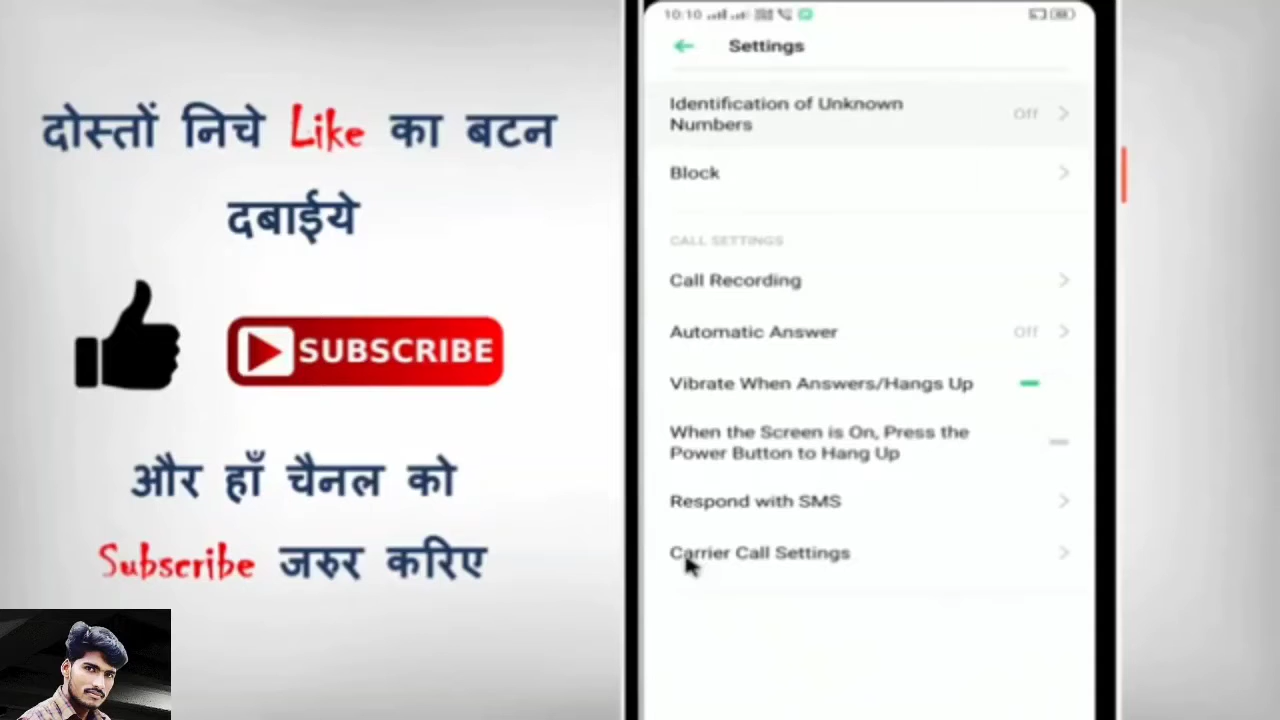 दोस्तों निचे Like का बटन
दबाईये
SUBSCRIBE
और हाँ चैनल को
Subscribe जरुर करिए
10:10
Settings
Identification of Unknown
Numbers
Off
Block
CALL SETTINGS
Call Recording
Automatic Answer
Off
Vibrate When Answers/Hangs Up
When the Screen is On, Press the
Power Button to Hang Up
Respond with SMS
Carrier Call Settings